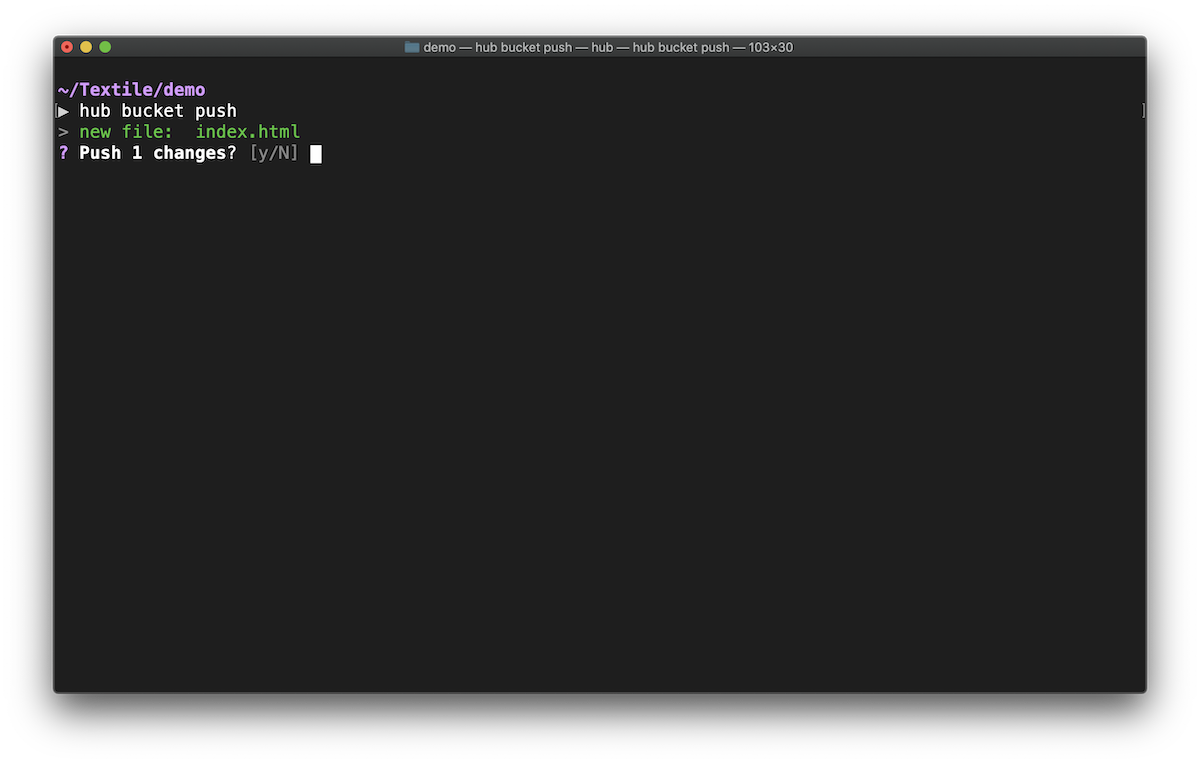 demo — hub bucket push — hub — hub bucket push — 103×30
~/Textile/demo
[▶ hub bucket push ]
> new file:  index.html
? Push 1 changes? [y/N]